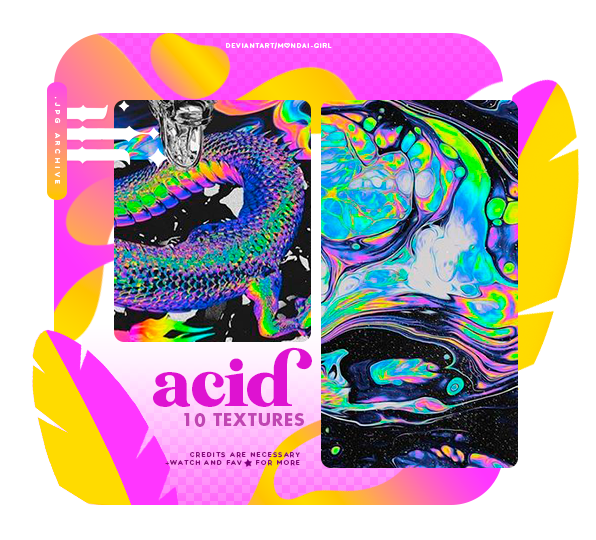 DEVIANTART/MONDAI-GIRL
.JPG ARCHIVE
acid
10 TEXTURES
CREDITS ARE NECESSARY
-WATCH AND FAV★ FOR MORE